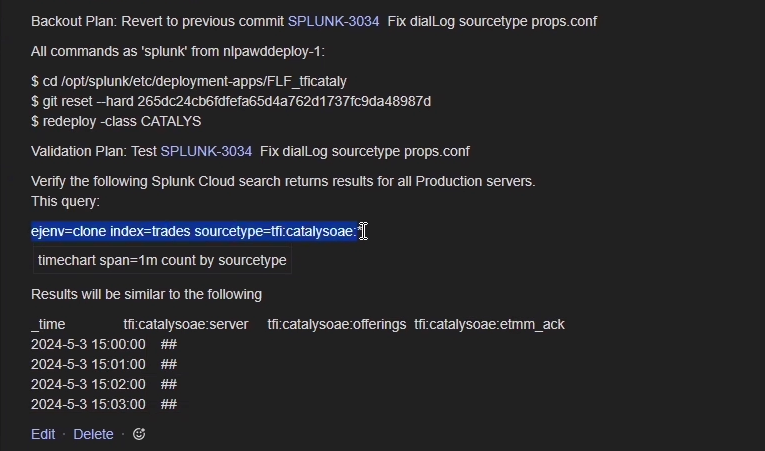 Backout Plan: Revert to previous commit SPLUNK-3034 Fix dialLog sourcetype props.conf
All commands as 'splunk' from nlpawddeploy-1:
$ cd /opt/splunk/etc/deployment-apps/FLF_tficataly
$ git reset --hard 265dc24cb6fdfefa65d4a762d1737fc9da48987d
$ redeploy -class CATALYS
Validation Plan: Test SPLUNK-3034 Fix dialLog sourcetype props.conf
Verify the following Splunk Cloud search returns results for all Production servers.
This query:
ejenv=clone index=trades sourcetype=tfi:catalysoae:*
timechart span=1m count by sourcetype
Results will be similar to the following
_time tfi:catalysoae:server tfi:catalysoae:offerings tfi:catalysoae:etmm_ack
2024-5-3 15:00:00 ##
2024-5-3 15:01:00 ##
2024-5-3 15:02:00 ##
2024-5-3 15:03:00 ##
Edit · Delete ·